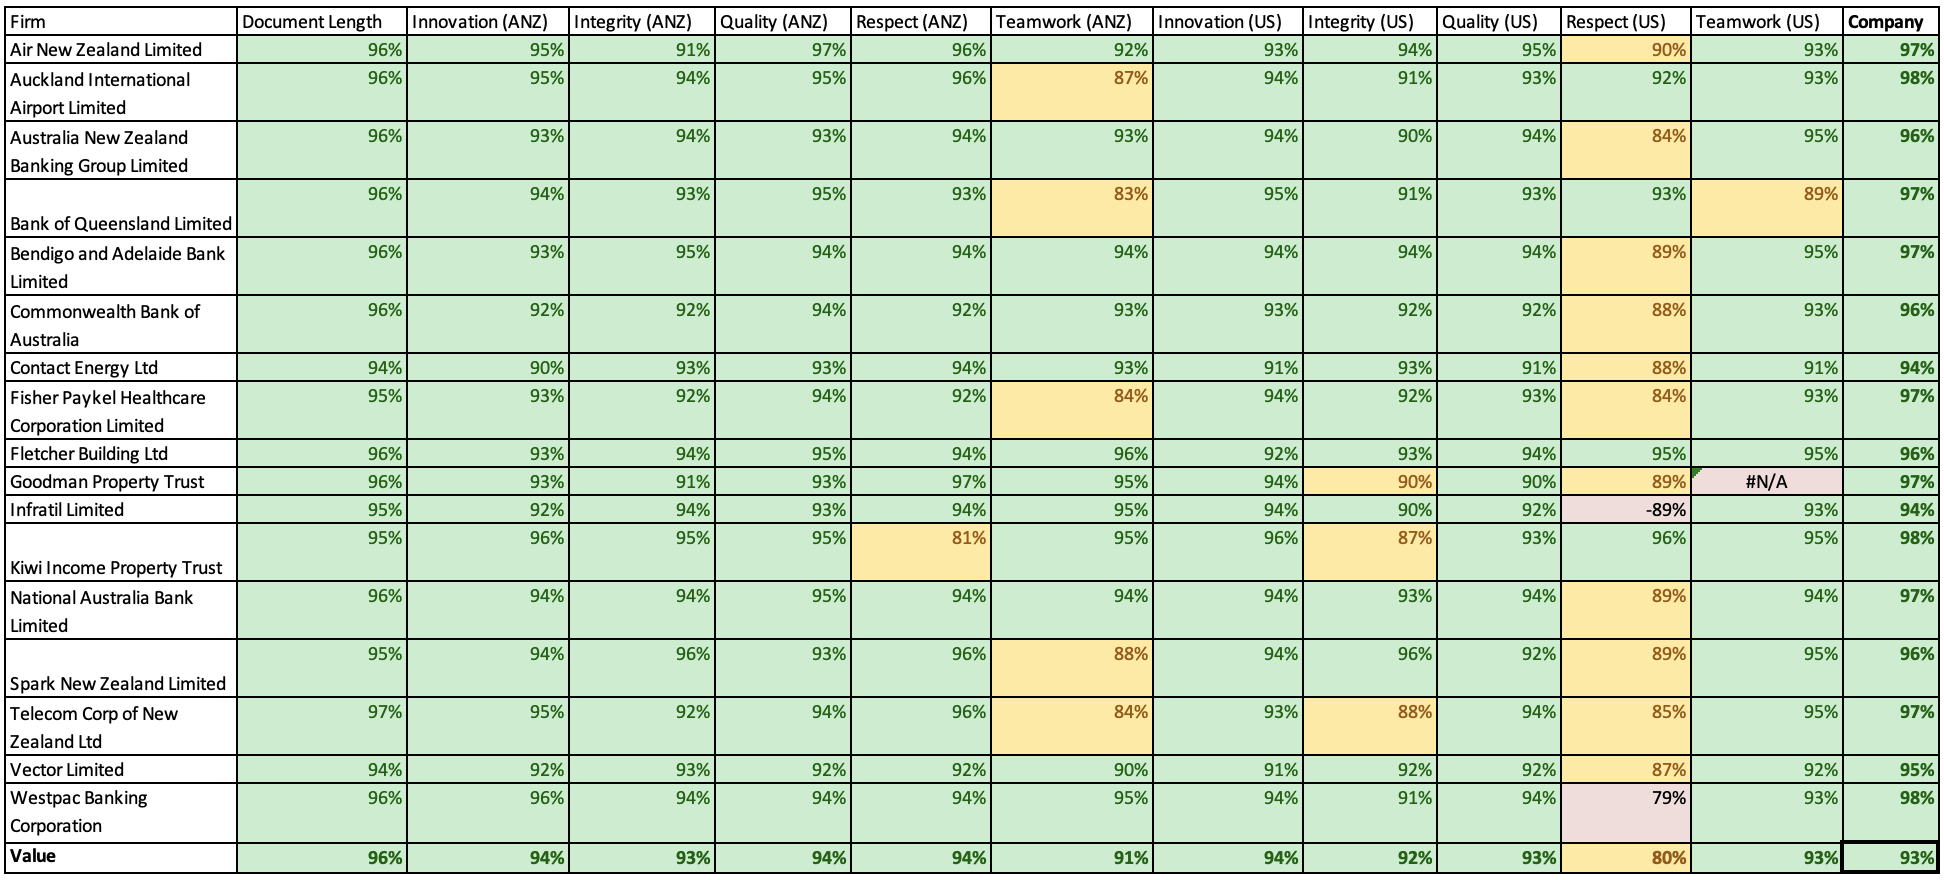 Firm Document Length Innovation (ANZ) Integrity (ANZ) Quality (ANZ) Respect (ANZ) Teamwork (ANZ) Innovation (US) Integrity (US) Quality (US) Respect (US) Teamwork (US) Company
Air New Zealand Limited 96% 95% 91% 97% 96% 92% 93% 94% 95% 90% 93% 97%
Auckland International 96% 95% 94% 95% 96% 87% 94% 91% 93% 92% 93% 98%
Airport Limited
Australia New Zealand 96% 93% 94% 93% 94% 93% 94% 90% 94% 84% 95% 96%
Banking Group Limited
96% 94% 93% 95% 93% 83% 95% 91% 93% 93% 89% 97%
Bank of Queensland Limited
Bendigo and Adelaide Bank 96% 93% 95% 94% 94% 94% 94% 94% 94% 89% 95% 97%
Limited
Commonwealth Bank of 96% 92% 92% 94% 92% 93% 93% 92% 92% 88% 93% 96%
Australia
Contact Energy Ltd 94% 90% 93% 93% 94% 93% 91% 93% 91% 88% 91% 94%
Fisher Paykel Healthcare 95% 93% 92% 94% 92% 84% 94% 92% 93% 84% 93% 97%
Corporation Limited
Fletcher Building Ltd 96% 93% 94% 95% 94% 96% 92% 93% 94% 95% 95% 96%
Goodman Property Trust 96% 93% 91% 93% 97% 95% 94% 90% 90% 89% #N/A 97%
Infratil Limited 95% 92% 94% 93% 94% 95% 94% 90% 92% -89% 93% 94%
95% 96% 95% 95% 81% 95% 96% 87% 93% 96% 95% 98%
Kiwi Income Property Trust
National Australia Bank 96% 94% 94% 95% 94% 94% 94% 93% 94% 89% 94% 97%
Limited
95% 94% 96% 93% 96% 88% 94% 96% 92% 89% 95% 96%
Spark New Zealand Limited
Telecom Corp of New 97% 95% 92% 94% 96% 84% 93% 88% 94% 85% 95% 97%
Zealand Ltd
Vector Limited 94% 92% 93% 92% 92% 90% 91% 92% 92% 87% 92% 95%
Westpac Banking 96% 96% 94% 94% 94% 95% 94% 91% 94% 79% 93% 98%
Corporation
Value 96% 94% 93% 94% 94% 91% 94% 92% 93% 80% 93% 93%